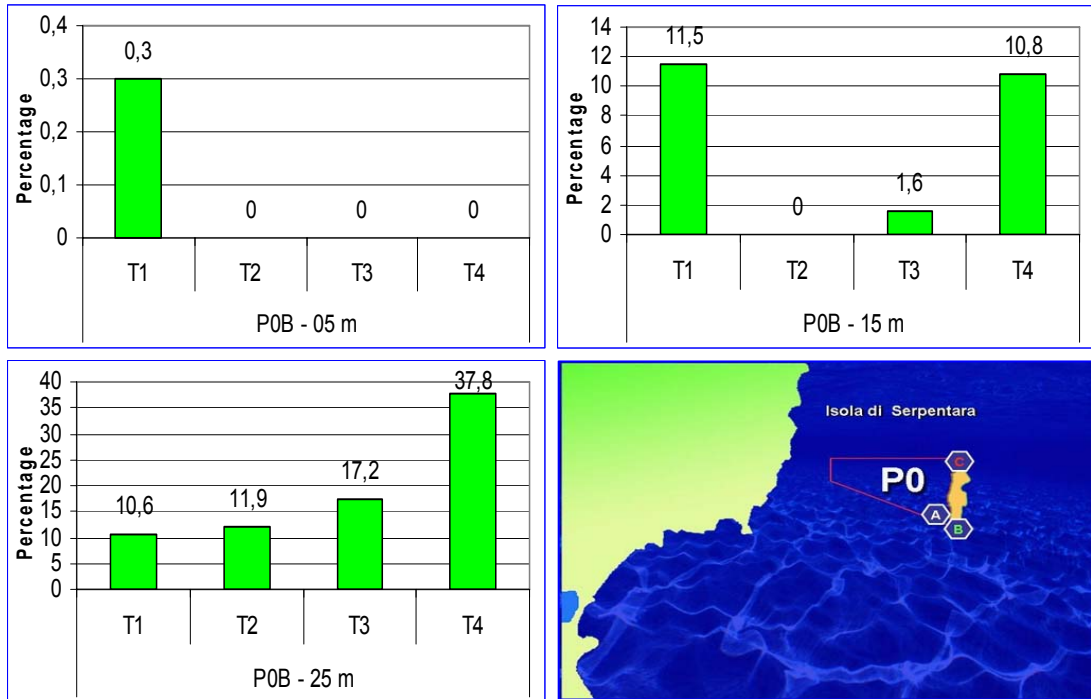 0,4
0,3
0,2
0,1
0
Percentage
0,3
0
0
0
T1 T2 T3 T4
P0B - 05 m
14
12
10
8
6
4
2
0
Percentage
11,5
0
1,6
10,8
T1 T2 T3 T4
P0B - 15 m
40
35
30
25
20
15
10
5
0
Percentage
10,6
11,9
17,2
37,8
T1 T2 T3 T4
P0B - 25 m
Isola di Serpentara
C
P0
A
B